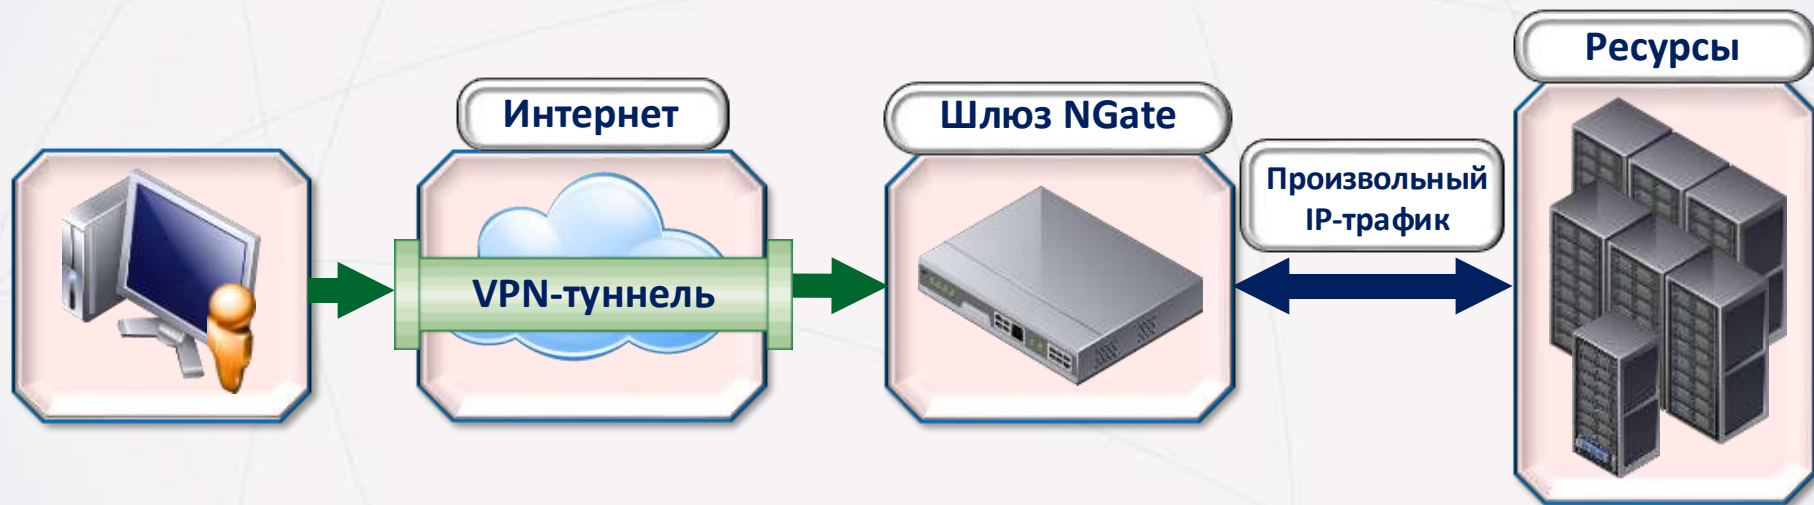 Интернет
VPN-туннель
Шлюз NGate
Произвольный
IP-трафик
Ресурсы